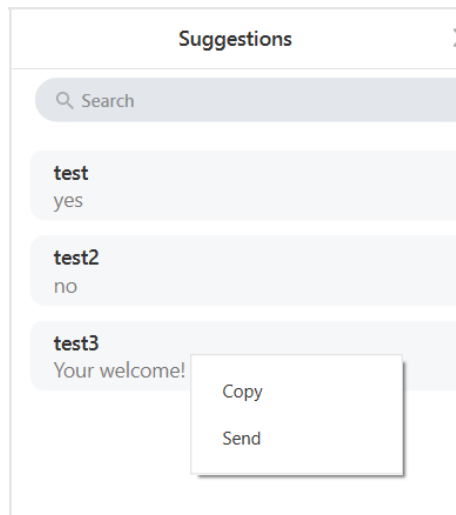 Suggestions
Search
test
yes
test2
no
test3
Your welcome!
Copy
Send